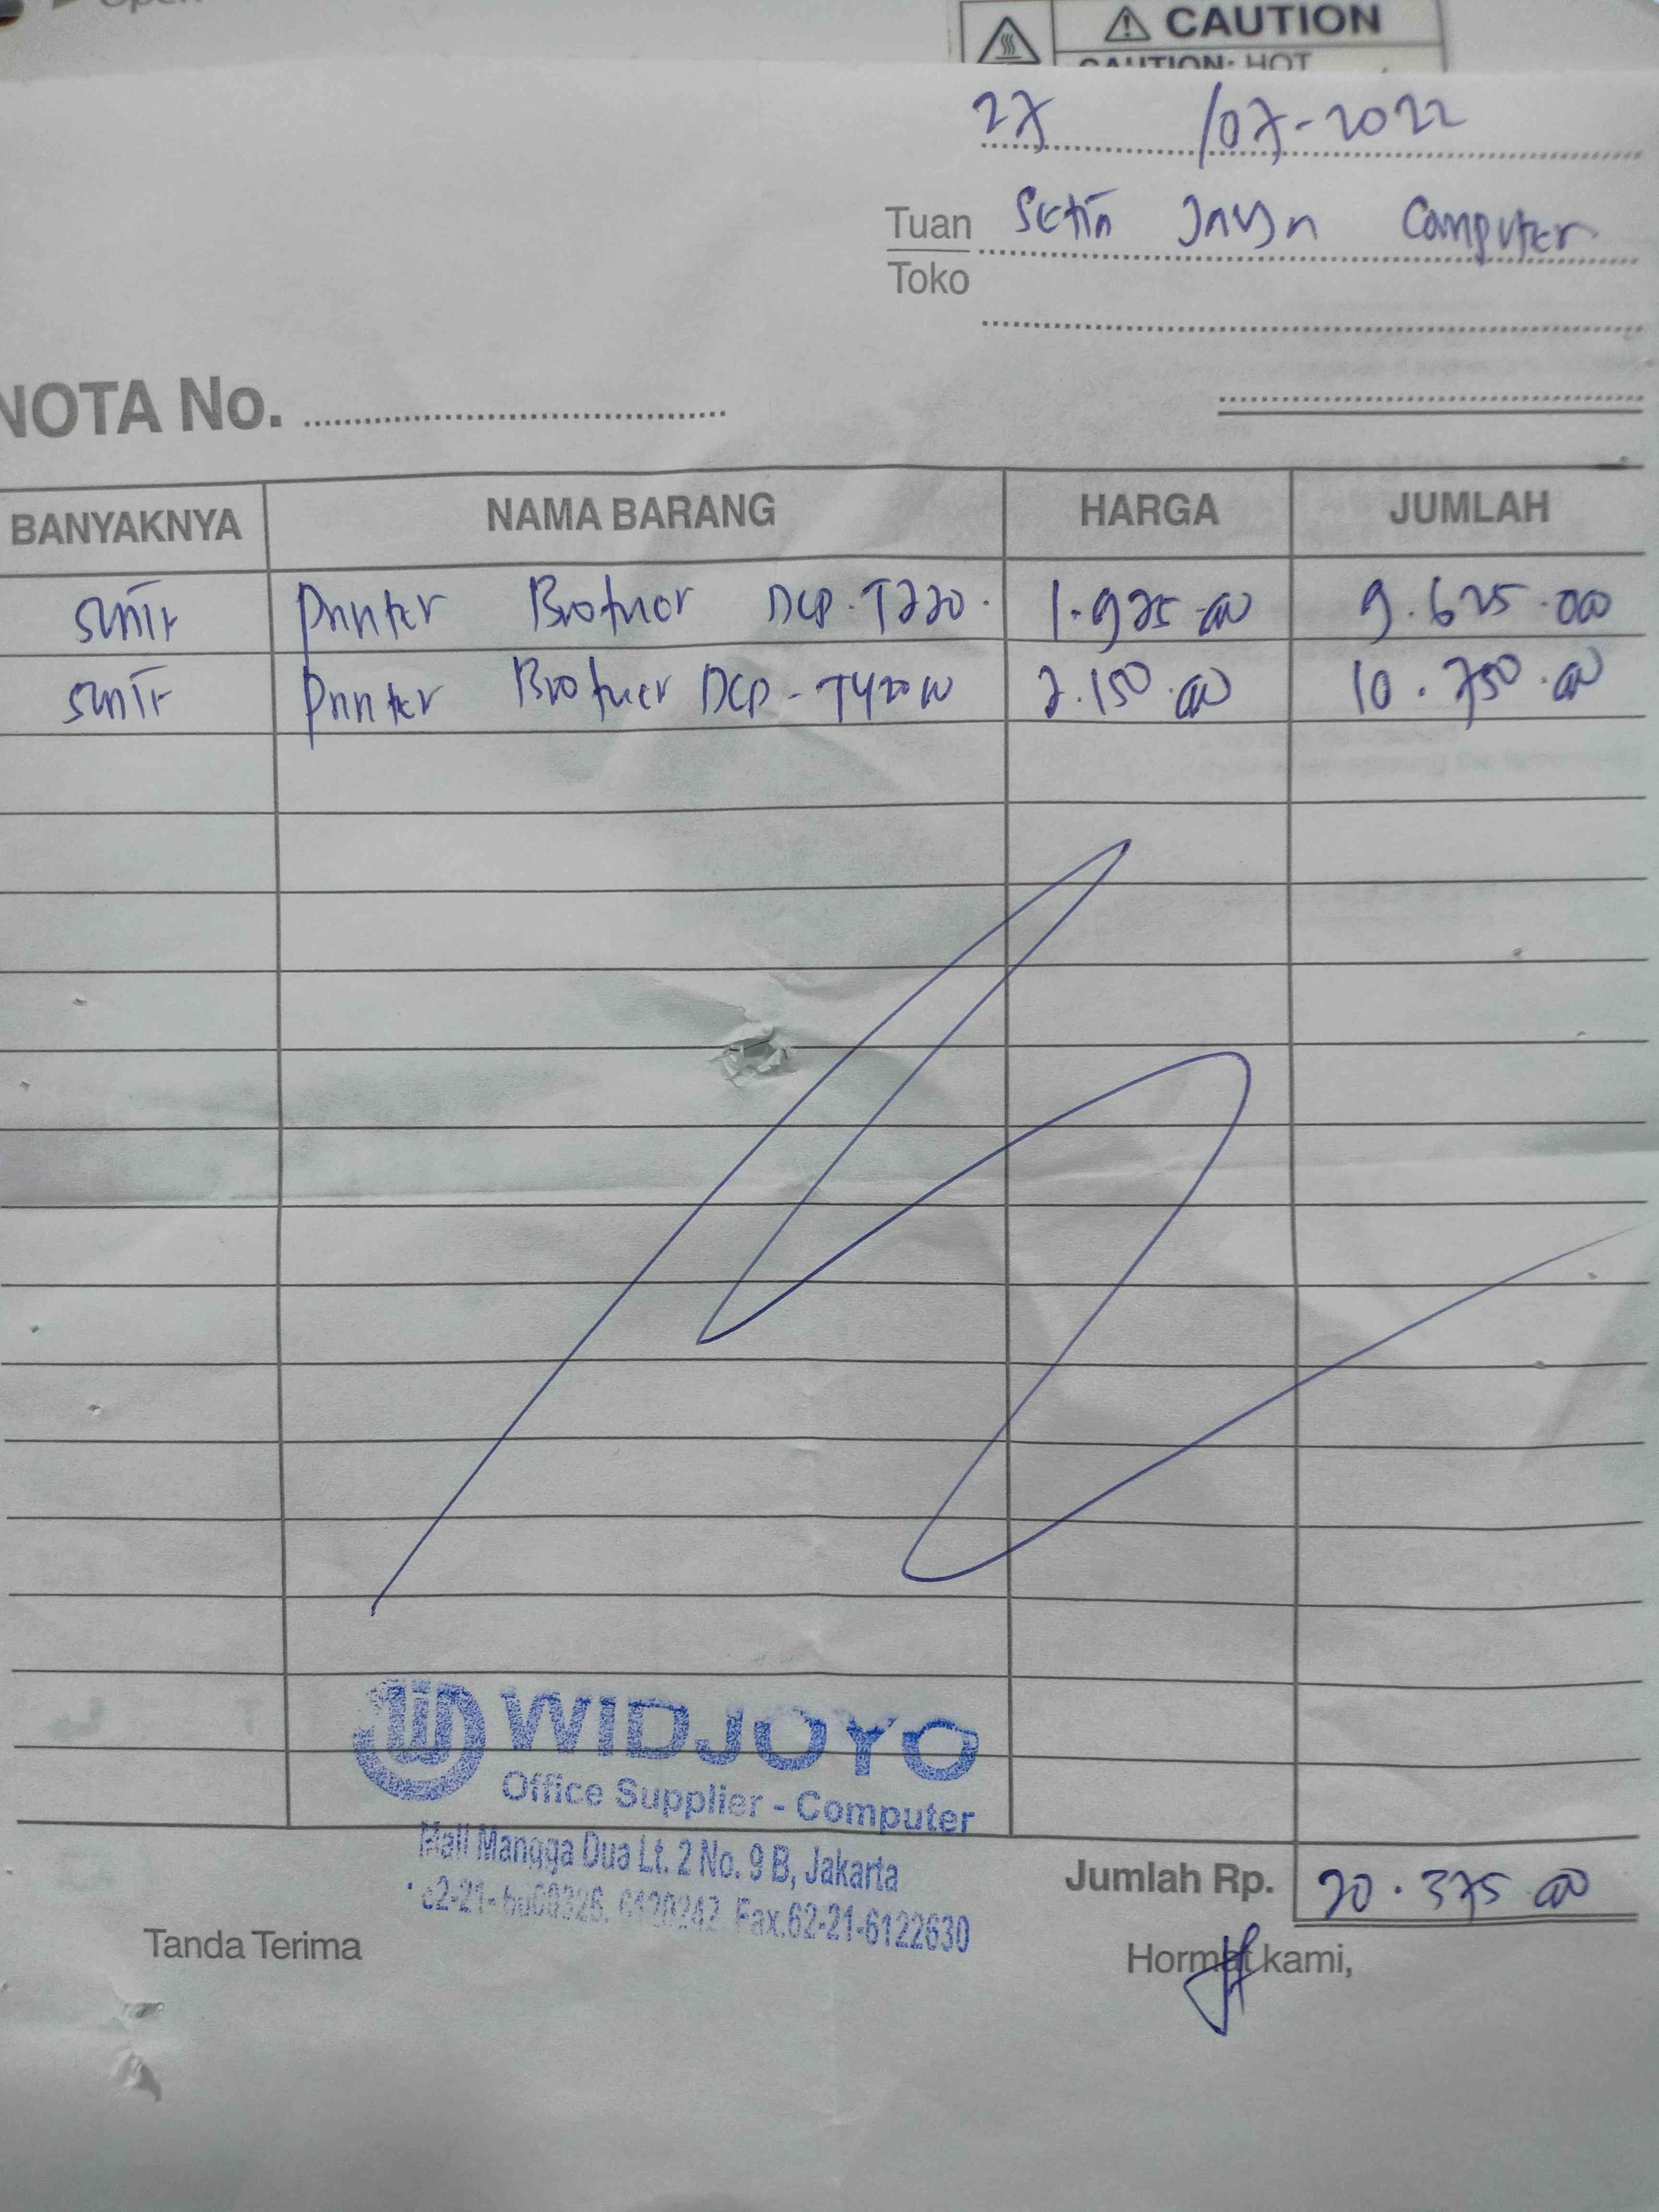 Open
CAUTION
CAUTION: HOT
27 /07-2022
Tuan Setia Jaya Computer
Toko
NOTA No.
BANYAKNYA NAMA BARANG HARGA JUMLAH
5unit Printer Brother DCP-T220. 1.925.000 9.625.000
5unit Printer Brother DCP-T420W 2.150.000 10.750.000
WIDJOYO
Office Supplier - Computer
Mall Mangga Dua Lt. 2 No. 9 B, Jakarta
Fax.62-21-6122630
Jumlah Rp. 20.375.000
Tanda Terima Hormat kami,